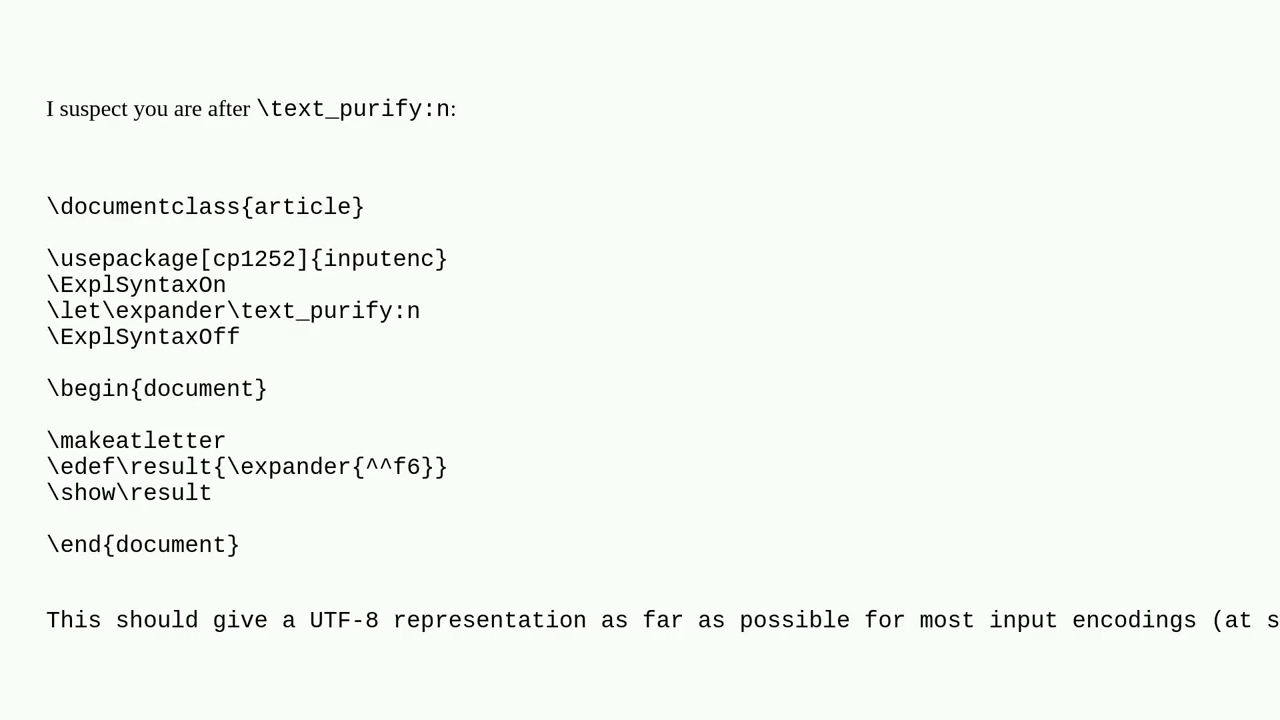 I suspect you are after \text_purify:n:
\documentclass{article}
\usepackage[cp1252]{inputenc}
\ExplSyntaxOn
\let\expander\text_purify:n
\ExplSyntaxOff
\begin{document}
\makeatletter
\edef\result{\expander{^^f6}}
\show\result
\end{document}
This should give a UTF-8 representation as far as possible for most input encodings (at s